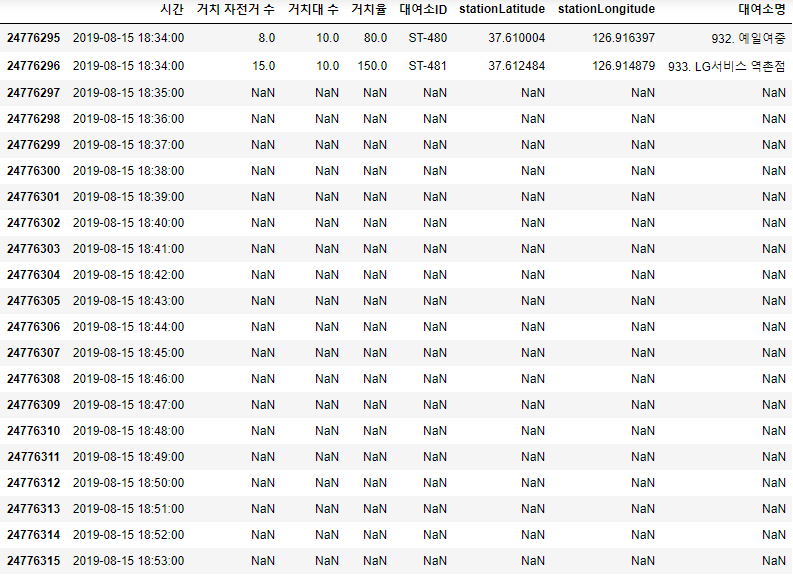 시간 거치 자전거 수 거치대 수 거치율 대여소ID stationLatitude stationLongitude 대여소명
24776295 2019-08-15 18:34:00 8.0 10.0 80.0 ST-480 37.610004 126.916397 932. 예일여중
24776296 2019-08-15 18:34:00 15.0 10.0 150.0 ST-481 37.612484 126.914879 933. LG서비스 역촌점
24776297 2019-08-15 18:35:00 NaN NaN NaN NaN NaN NaN NaN
24776298 2019-08-15 18:36:00 NaN NaN NaN NaN NaN NaN NaN
24776299 2019-08-15 18:37:00 NaN NaN NaN NaN NaN NaN NaN
24776300 2019-08-15 18:38:00 NaN NaN NaN NaN NaN NaN NaN
24776301 2019-08-15 18:39:00 NaN NaN NaN NaN NaN NaN NaN
24776302 2019-08-15 18:40:00 NaN NaN NaN NaN NaN NaN NaN
24776303 2019-08-15 18:41:00 NaN NaN NaN NaN NaN NaN NaN
24776304 2019-08-15 18:42:00 NaN NaN NaN NaN NaN NaN NaN
24776305 2019-08-15 18:43:00 NaN NaN NaN NaN NaN NaN NaN
24776306 2019-08-15 18:44:00 NaN NaN NaN NaN NaN NaN NaN
24776307 2019-08-15 18:45:00 NaN NaN NaN NaN NaN NaN NaN
24776308 2019-08-15 18:46:00 NaN NaN NaN NaN NaN NaN NaN
24776309 2019-08-15 18:47:00 NaN NaN NaN NaN NaN NaN NaN
24776310 2019-08-15 18:48:00 NaN NaN NaN NaN NaN NaN NaN
24776311 2019-08-15 18:49:00 NaN NaN NaN NaN NaN NaN NaN
24776312 2019-08-15 18:50:00 NaN NaN NaN NaN NaN NaN NaN
24776313 2019-08-15 18:51:00 NaN NaN NaN NaN NaN NaN NaN
24776314 2019-08-15 18:52:00 NaN NaN NaN NaN NaN NaN NaN
24776315 2019-08-15 18:53:00 NaN NaN NaN NaN NaN NaN NaN